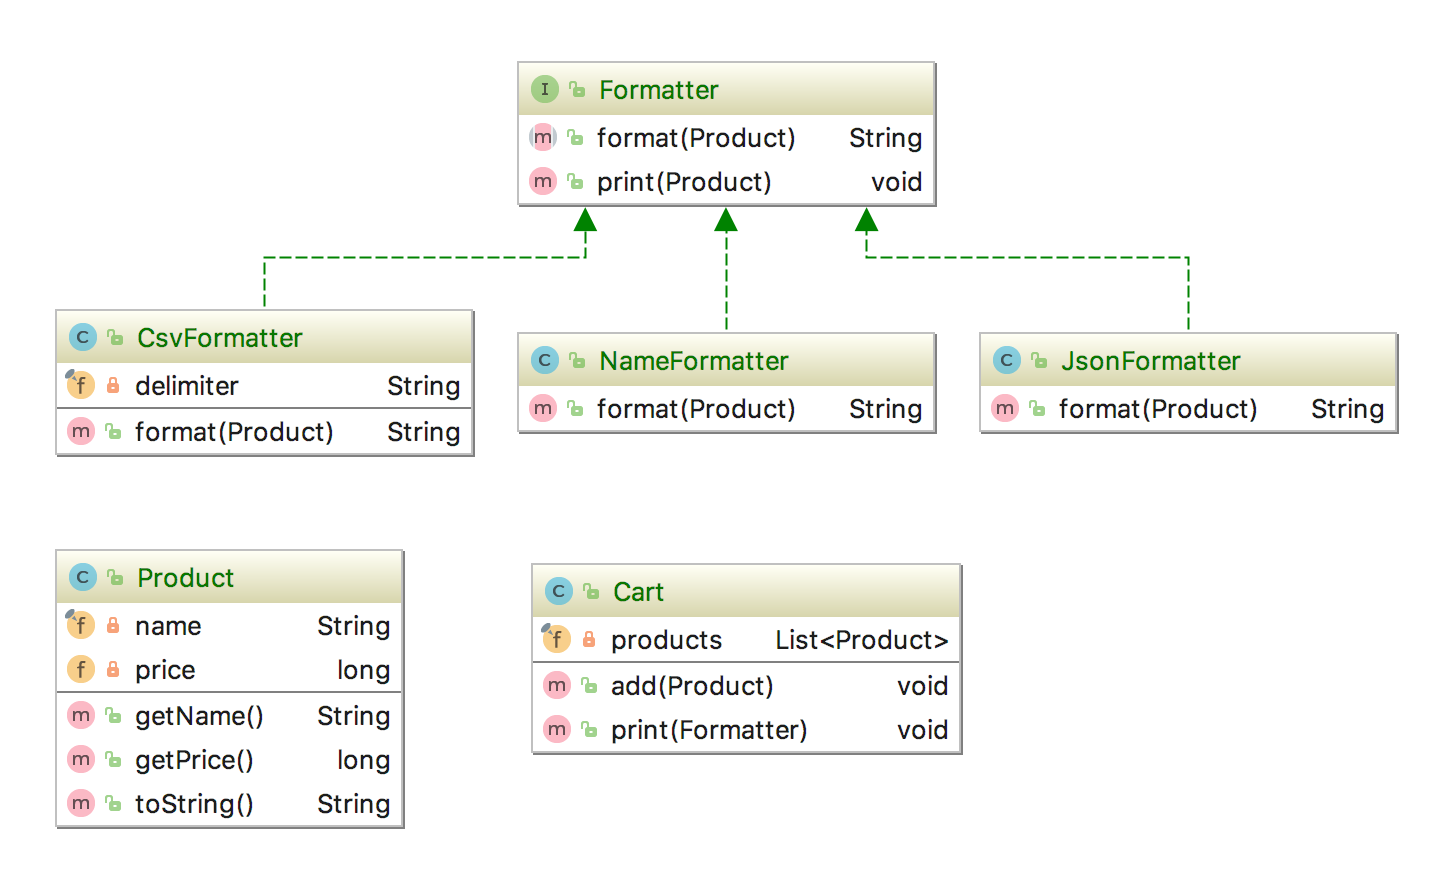 I Formatter
m format(Product) String
m print(Product) void
C CsvFormatter
f delimiter String
m format(Product) String
C NameFormatter
m format(Product) String
C JsonFormatter
m format(Product) String
C Product
f name String
f price long
m getName() String
m getPrice() long
m toString() String
C Cart
f products List<Product>
m add(Product) void
m print(Formatter) void